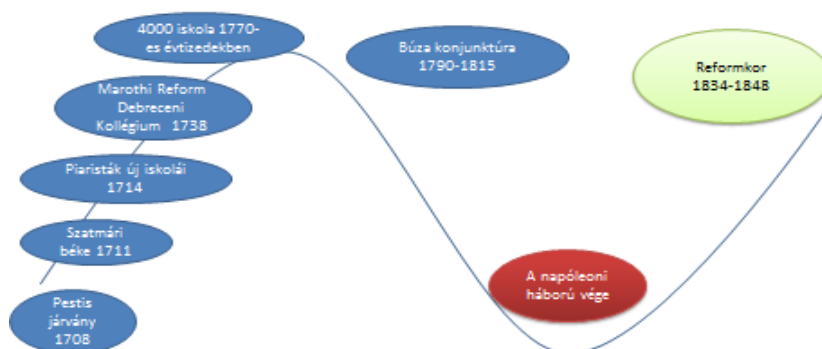 4000 iskola 1770-
es évtizedekben
Búza konjunktúra
1790-1815
Reformkor
1834-1848
Marothi Reform
Debreceni
Kollégium 1738
Piaristák új iskolái
1714
Szatmári
béke 1711
A napóleoni
háború vége
Pestis
járvány
1708